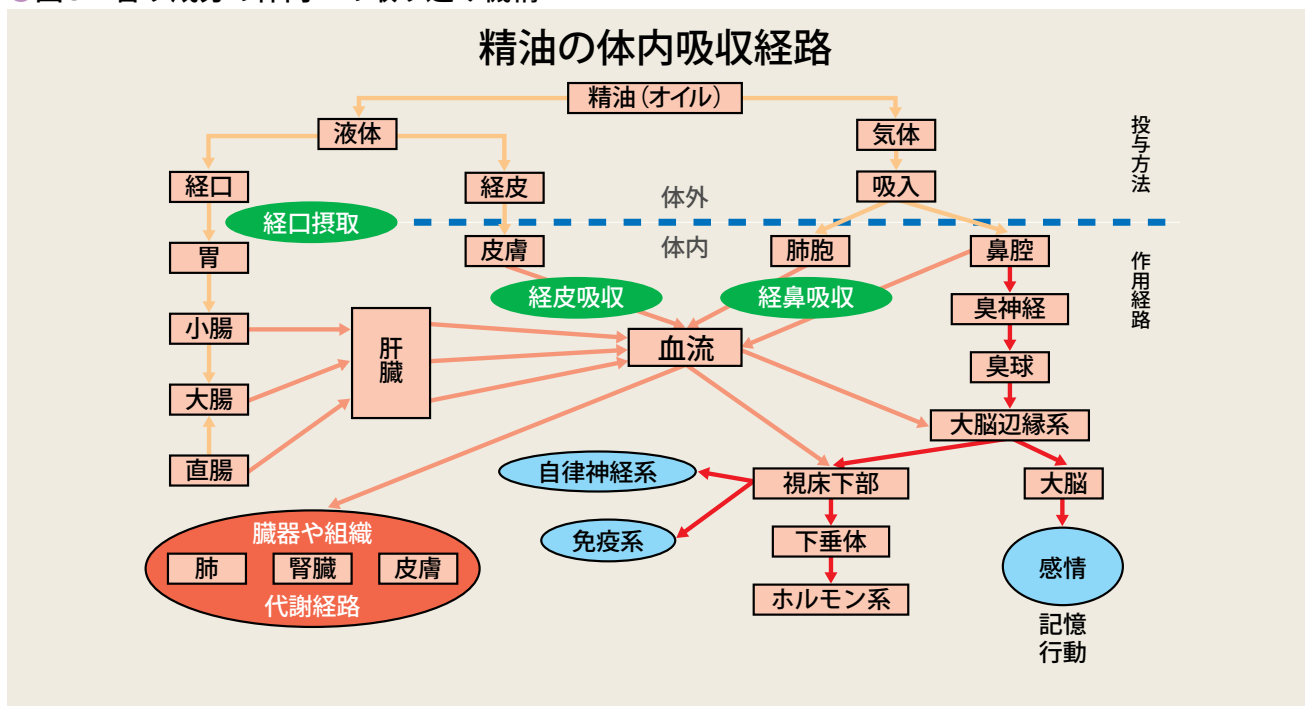 精油の体内吸収経路
精油（オイル）
液体
気体
投与方法
経口
経皮
体外
吸入
経口摂取
胃
皮膚
体内
肺胞
鼻腔
作用経路
経皮吸収
経鼻吸収
臭神経
小腸
肝臓
血流
臭球
大腸
大脳辺縁系
直腸
自律神経系
視床下部
大脳
臓器や組織
免疫系
下垂体
肺
腎臓
皮膚
感情
代謝経路
ホルモン系
記憶
行動